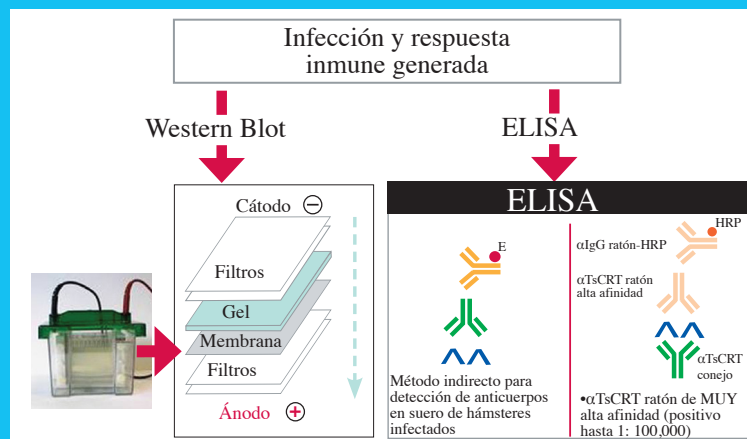 Infección y respuesta
inmune generada
Western Blot
ELISA
Cátodo ⊖
Filtros
Gel
Membrana
Filtros
Ánodo ⊕
ELISA
E
Método indirecto para
detección de anticuerpos
en suero de hámsteres
infectados
HRP
αIgG ratón-HRP
αTsCRT ratón
alta afinidad
αTsCRT
conejo
•αTsCRT ratón de MUY
alta afinidad (positivo
hasta 1: 100,000)